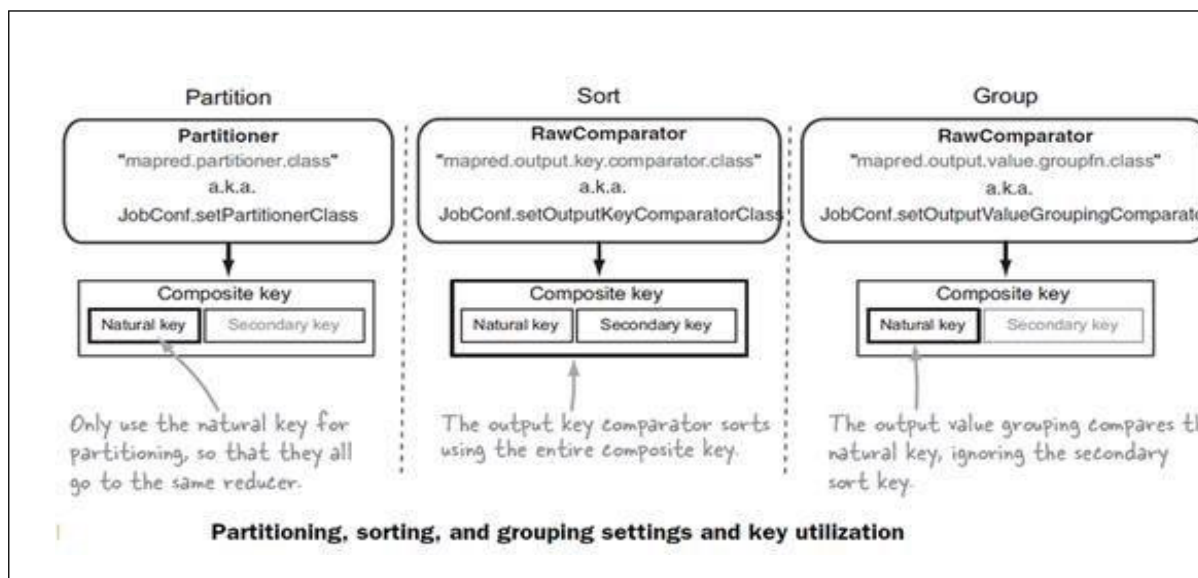 Partition
Partitioner
"mapred.partitioner.class"
a.k.a.
JobConf.setPartitionerClass
Composite key
Natural key
Secondary key
Only use the natural key for
partitioning, so that they all
go to the same reducer.
Sort
RawComparator
"mapred.output.key.comparator.class"
a.k.a.
JobConf.setOutputKeyComparatorClass
Composite key
Natural key
Secondary key
The output key comparator sorts
using the entire composite key.
Group
RawComparator
"mapred.output.value.groupfn.class"
a.k.a.
JobConf.setOutputValueGroupingComparato
Composite key
Natural key
Secondary key
The output value grouping compares th
natural key, ignoring the secondary
sort key.
Partitioning, sorting, and grouping settings and key utilization